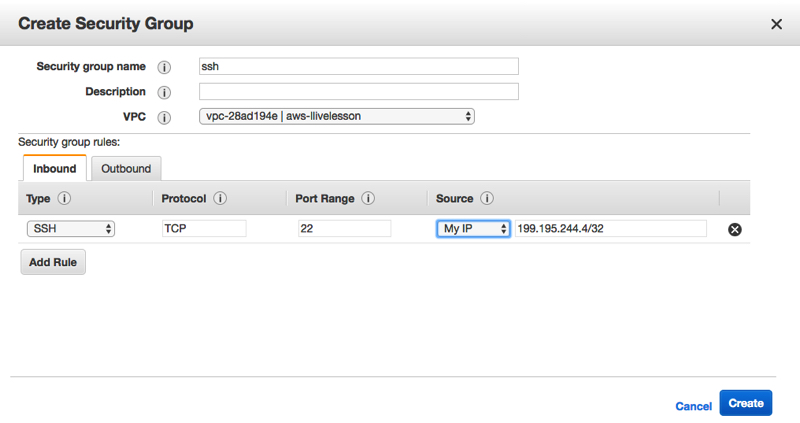 Create Security Group
Security group name ssh
Description
VPC vpc-28ad194e | aws-llivelesson
Security group rules:
Inbound Outbound
Type Protocol Port Range Source
SSH TCP 22 My IP 199.195.244.4/32
Add Rule
Cancel Create